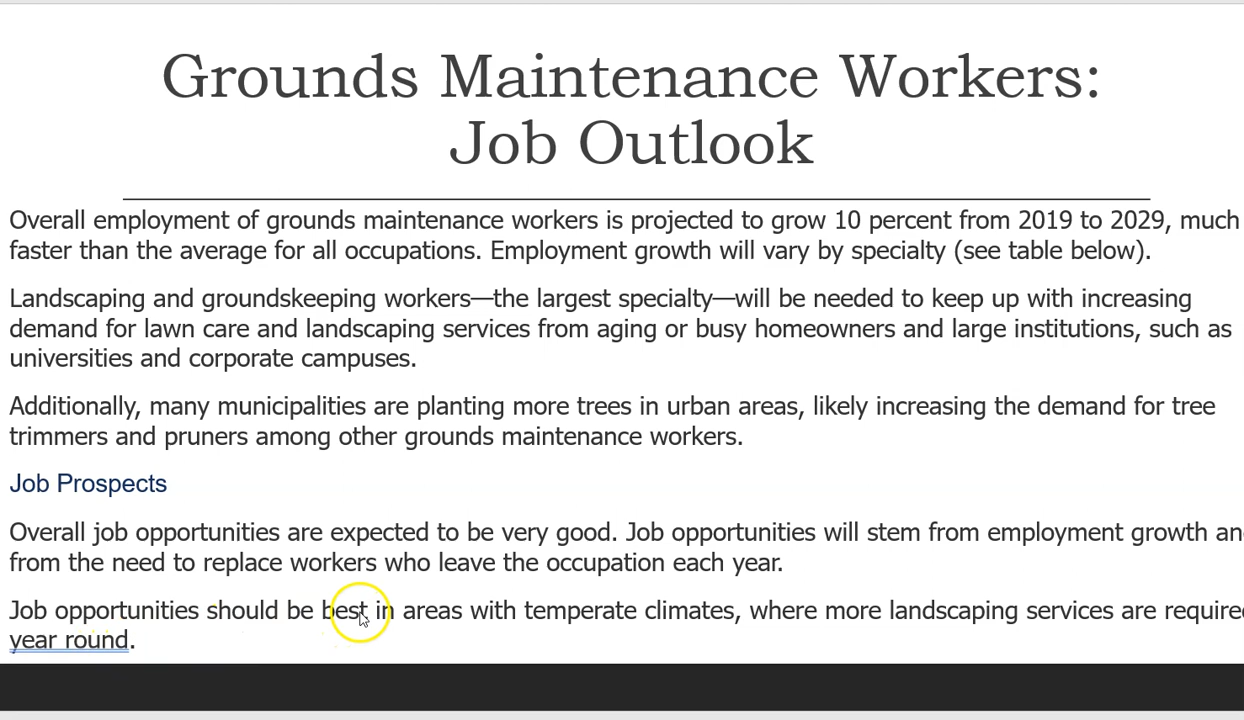 Grounds Maintenance Workers:
Job Outlook
Overall employment of grounds maintenance workers is projected to grow 10 percent from 2019 to 2029, much
faster than the average for all occupations. Employment growth will vary by specialty (see table below).
Landscaping and groundskeeping workers—the largest specialty—will be needed to keep up with increasing
demand for lawn care and landscaping services from aging or busy homeowners and large institutions, such as
universities and corporate campuses.
Additionally, many municipalities are planting more trees in urban areas, likely increasing the demand for tree
trimmers and pruners among other grounds maintenance workers.
Job Prospects
Overall job opportunities are expected to be very good. Job opportunities will stem from employment growth an
from the need to replace workers who leave the occupation each year.
Job opportunities should be best in areas with temperate climates, where more landscaping services are require
year round.